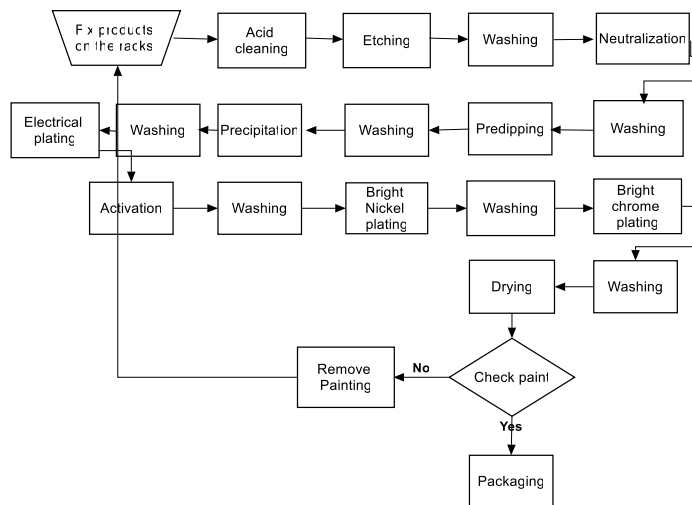 Fix products
on the racks
Acid
cleaning
Etching
Washing
Neutralization
Electrical
plating
Washing
Precipitation
Washing
Predipping
Washing
Activation
Washing
Bright
Nickel
plating
Washing
Bright
chrome
plating
Drying
Washing
Remove
Painting
No
Check paint
Yes
Packaging